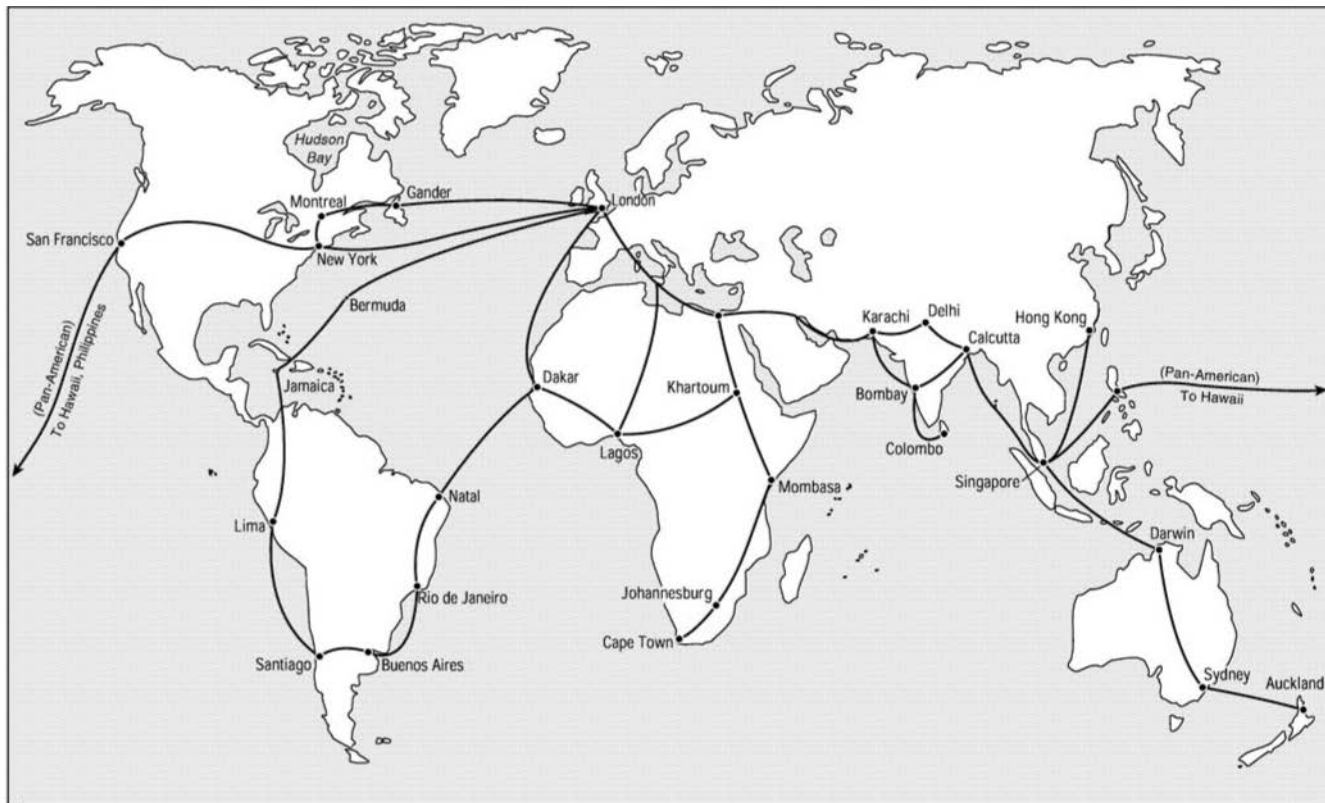 Hudson
Bay
Gander
Montreal
London
San Francisco
New York
Bermuda
(Pan-American)
To Hawaii, Philippines
Jamaica
Karachi
Delhi
Hong Kong
Calcutta
Dakar
Khartoum
Bombay
(Pan-American)
To Hawaii
Lagos
Colombo
Singapore
Mombasa
Natal
Lima
Darwin
Rio de Janeiro
Johannesburg
Cape Town
Santiago
Buenos Aires
Sydney
Auckland